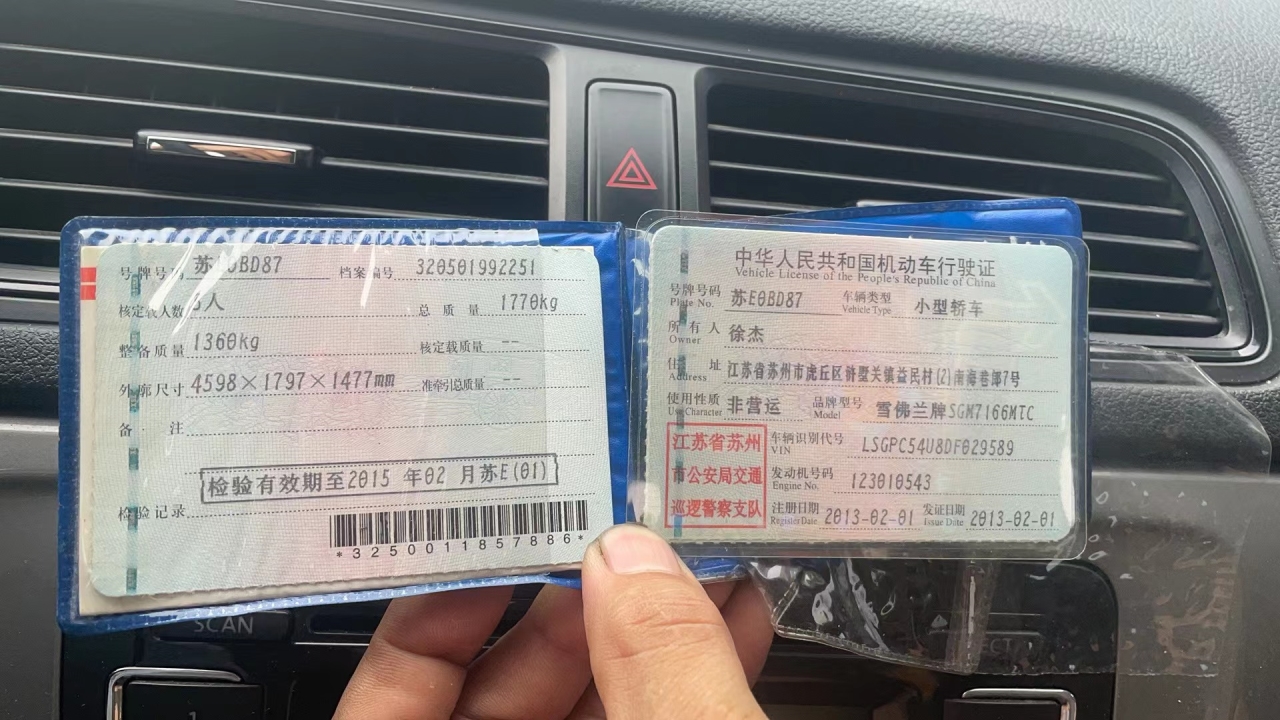 号牌号码 苏E0BD87 档案编号 320501992251
核定载人数 5人 总质量 1770kg
整备质量 1360kg 核定载质量 --
外廓尺寸 4598×1797×1477mm 准牵引总质量 --
备注
检验有效期至2015 年02 月苏E(01)
检验记录
*3250011857886*
中华人民共和国机动车行驶证
Vehicle License of the People's Republic of China
号牌号码 苏E0BD87 车辆类型 小型轿车
Plate No. Vehicle Type
所有人 徐杰
Owner
住址 江苏省苏州市虎丘区浒墅关镇益民村(2)南海巷郎7号
Address
使用性质 非营运 品牌型号 雪佛兰牌SGM7166MTC
Use Character Model
江苏省苏州
市公安局交通
巡逻警察支队
车辆识别代号 LSGPC54U8DF029589
VIN
发动机号码 123010543
Engine No.
注册日期 2013-02-01 发证日期 2013-02-01
Register Date Issue Date
SCAN
1